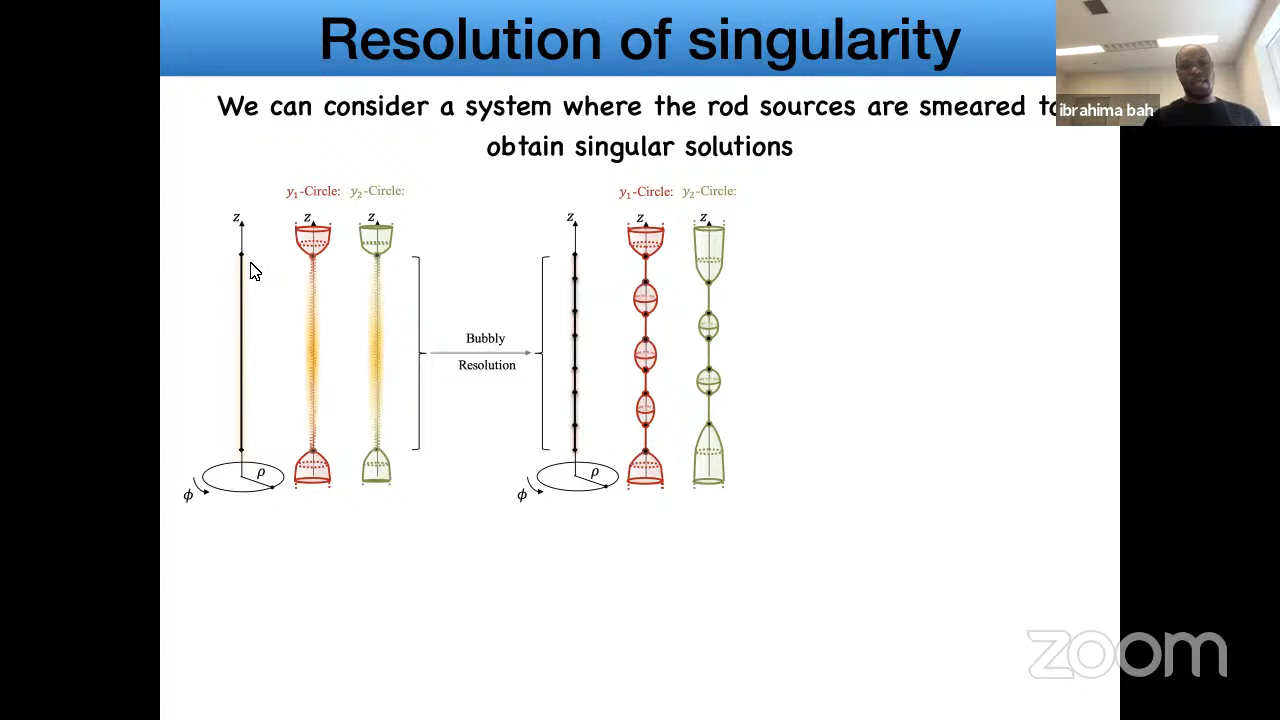 Resolution of singularity
ibrahima bah
We can consider a system where the rod sources are smeared to
obtain singular solutions
y₁-Circle: y₂-Circle:
z z z
ρ
ϕ
Bubbly
Resolution
y₁-Circle: y₂-Circle:
z z z
ρ
ϕ
zoom